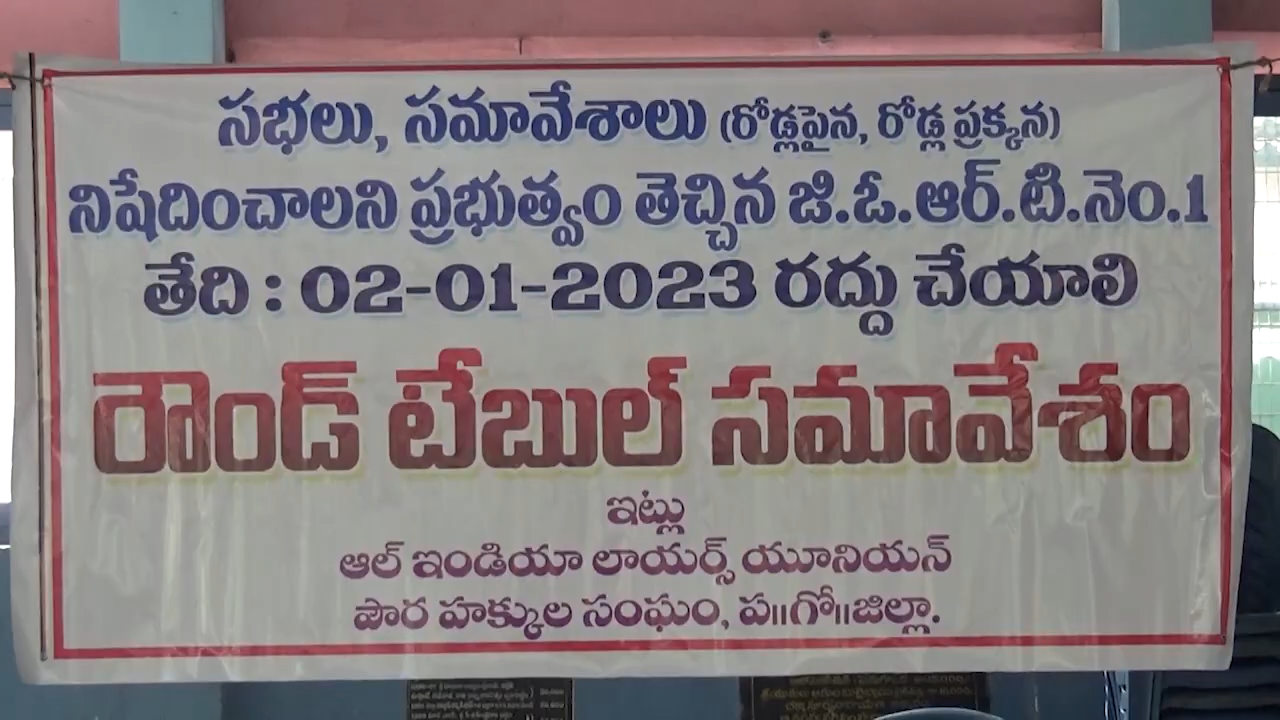 సభలు, సమావేశాలు (రోడ్లపైన, రోడ్ల ప్రక్కన)
నిషేదించాలని ప్రభుత్వం తెచ్చిన జి.ఓ.ఆర్.టి.నెం.1
తేది : 02-01-2023 రద్దు చేయాలి
రౌండ్ టేబుల్ సమావేశం
ఇట్లు
ఆల్ ఇండియా లాయర్స్ యూనియన్
పౌర హక్కుల సంఘం, ప॥గో॥జిల్లా.